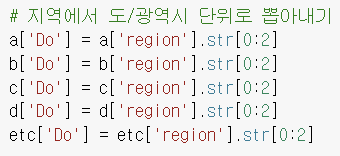 # 지역에서 도/광역시 단위로 뽑아내기
a['Do'] = a['region'].str[0:2]
b['Do'] = b['region'].str[0:2]
c['Do'] = c['region'].str[0:2]
d['Do'] = d['region'].str[0:2]
etc['Do'] = etc['region'].str[0:2]